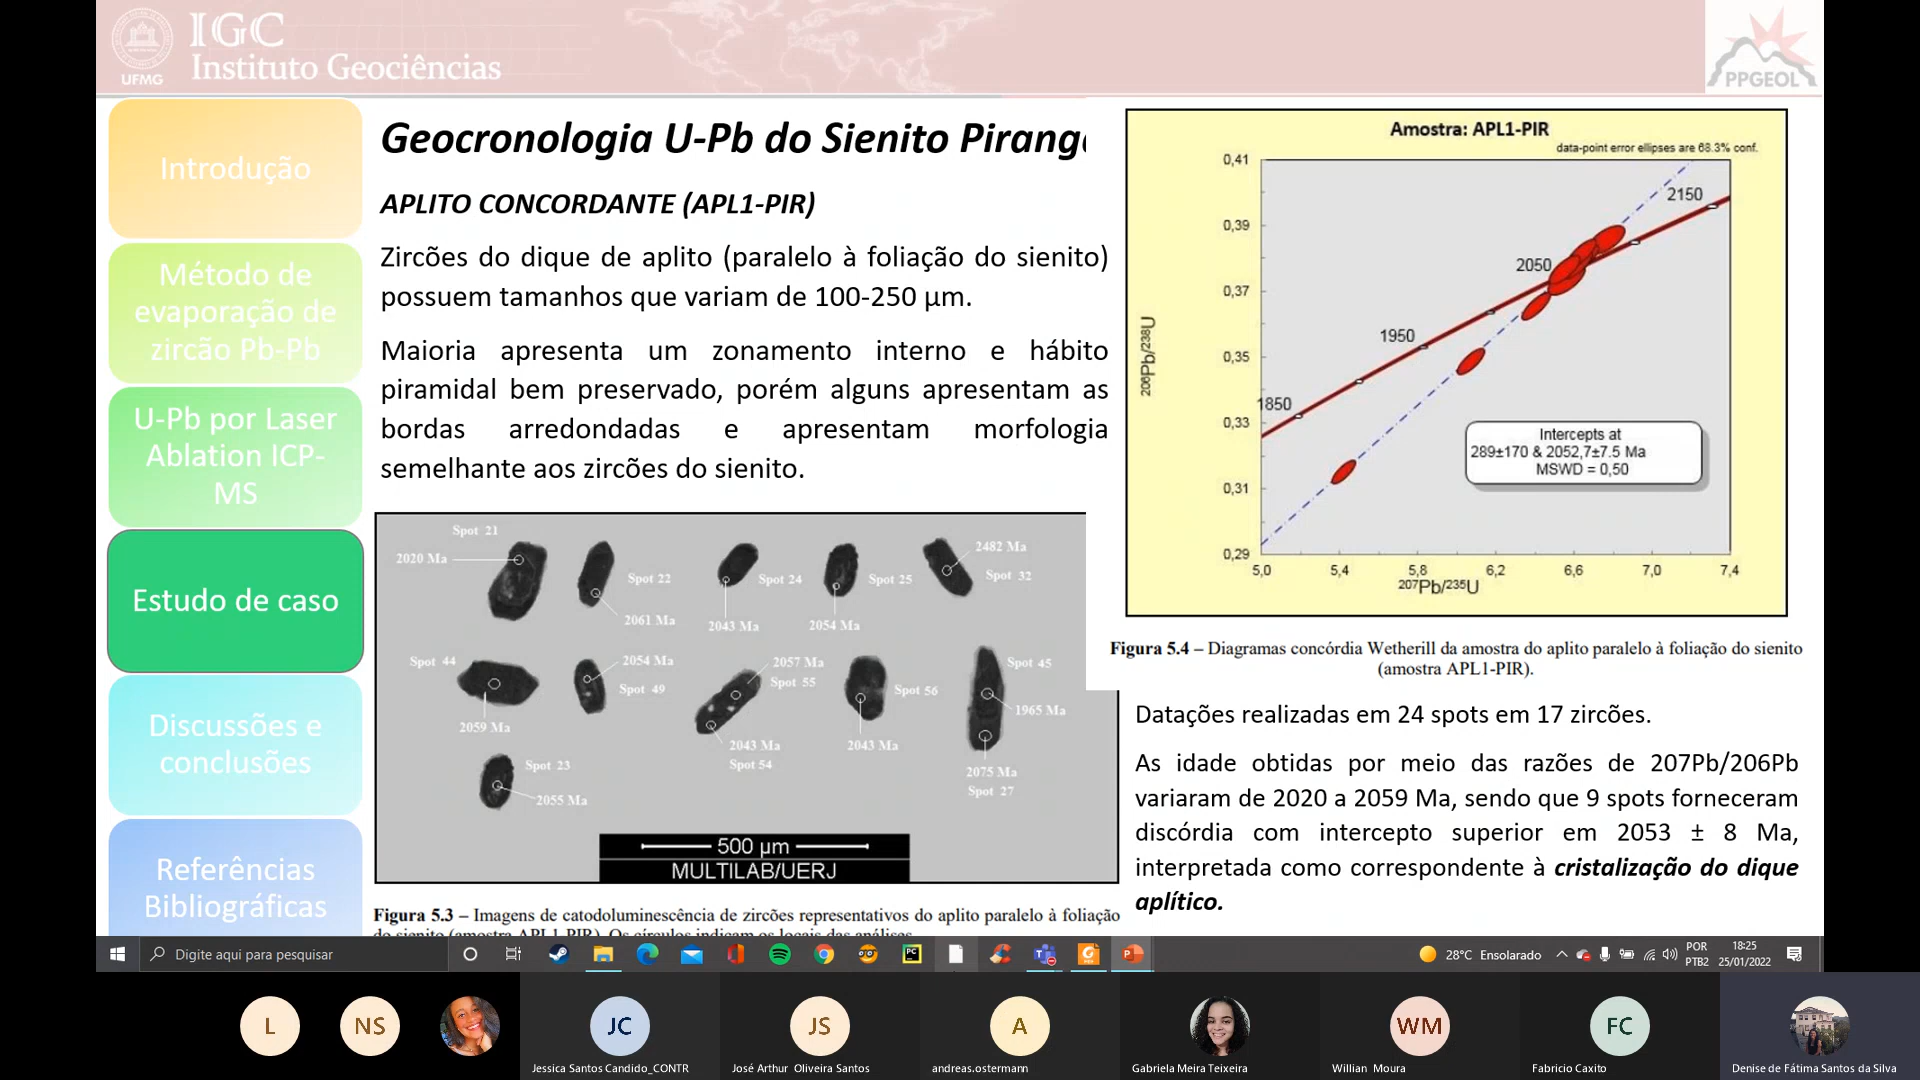 IGC
Instituto Geociências
UFMG
PPGEOL
Introdução
Método de
evaporação de
zircão Pb-Pb
U-Pb por Laser
Ablation ICP-
MS
Estudo de caso
Discussões e
conclusões
Referências
Bibliográficas
Geocronologia U-Pb do Sienito Pirang
APLITO CONCORDANTE (APL1-PIR)
Zircões do dique de aplito (paralelo à foliação do sienito)
possuem tamanhos que variam de 100-250 µm.
Maioria apresenta um zonamento interno e hábito
piramidal bem preservado, porém alguns apresentam as
bordas arredondadas e apresentam morfologia
semelhante aos zircões do sienito.
Spot 21
2020 Ma
Spot 22
2061 Ma
Spot 24
2043 Ma
Spot 25
2054 Ma
2482 Ma
Spot 32
Spot 44
2059 Ma
2054 Ma
Spot 49
2057 Ma
Spot 55
2043 Ma
Spot 54
Spot 56
2043 Ma
Spot 45
1965 Ma
2075 Ma
Spot 27
Spot 23
2055 Ma
500 µm
MULTILAB/UERJ
Figura 5.3 – Imagens de catodoluminescência de zircões representativos do aplito paralelo à foliação
do sienito (amostra APL1-PIR). Os círculos indicam os locais das análises.
Amostra: APL1-PIR
data-point error ellipses are 68.3% conf.
0,41
0,39
0,37
0,35
0,33
0,31
0,29
206Pb/238U
1850
1950
2050
2150
Intercepts at
289±170 & 2052,7±7.5 Ma
MSWD = 0,50
5,0 5,4 5,8 6,2 6,6 7,0 7,4
207Pb/235U
Figura 5.4 – Diagramas concórdia Wetherill da amostra do aplito paralelo à foliação do sienito
(amostra APL1-PIR).
Datações realizadas em 24 spots em 17 zircões.
As idade obtidas por meio das razões de 207Pb/206Pb
variaram de 2020 a 2059 Ma, sendo que 9 spots forneceram
discórdia com intercepto superior em 2053 ± 8 Ma,
interpretada como correspondente à cristalização do dique
aplítico.
Digite aqui para pesquisar
PC
28°C Ensolarado
POR
PTB2
18:25
25/01/2022
L
NS
JC
JS
A
WM
FC
Jessica Santos Candido_CONTR
José Arthur Oliveira Santos
andreas.ostermann
Gabriela Meira Teixeira
Willian Moura
Fabricio Caxito
Denise de Fátima Santos da Silva